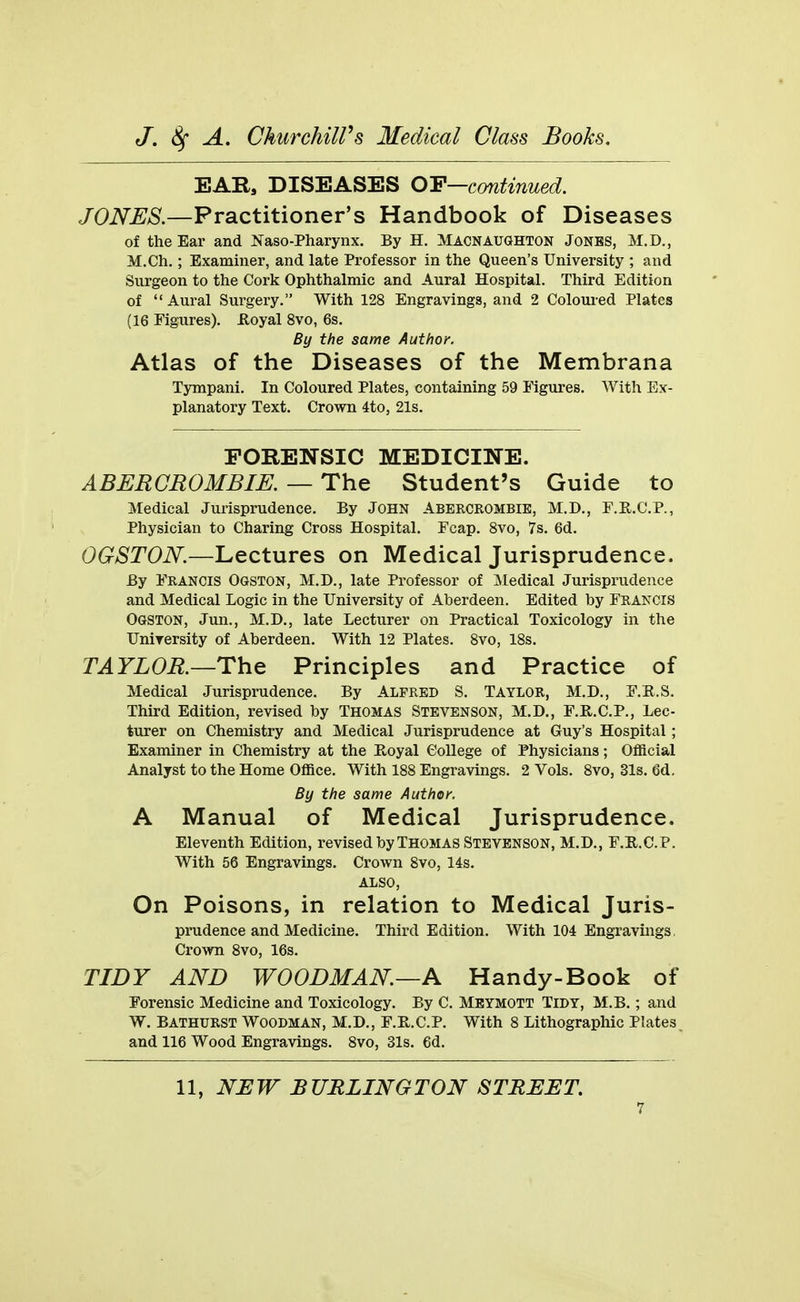 J. & A. Churchill's Medical Class Books.
EAR, DISEASES OF—continued.
JONES.—Practitioner's Handbook of Diseases
of the Ear and Naso-Pharynx. By H. MACNAUGHTON JONES, M.D.,
M.Ch. ; Examiner, and late Professor in the Queen's University ; and
Surgeon to the Cork Ophthalmic and Aural Hospital. Third Edition
of "Aural Surgery." With 128 Engravings, and 2 Coloured Plates
(16 Figures). Royal 8vo, 6s.
By the same Author.
Atlas of the Diseases of the Membrana
Tympani. In Coloured Plates, containing 59 Figures. With Ex-
planatory Text. Crown 4to, 21s.
FORENSIC MEDICINE.
ABERCROMBIE. — The Student's Guide to
Medical Jurisprudence. By JOHN ABERCROMBIE, M.D., F.R.C.P.,
Physician to Charing Cross Hospital. Fcap. 8vo, 7s. 6d.
OGSTON.—Lectures on Medical Jurisprudence.
By FRANCIS OGSTON, M.D., late Professor of Medical Jurisprudence
and Medical Logic in the University of Aberdeen. Edited by FRANCIS
OGSTON, Jun., M.D., late Lecturer on Practical Toxicology in the
University of Aberdeen. With 12 Plates. 8vo, 18s.
TAYLOR.—The Principles and Practice of
Medical Jurisprudence. By ALFRED S. TAYLOR, M.D., F.R.S.
Third Edition, revised by THOMAS STEVENSON, M.D., F.R.C.P., Lec-
turer on Chemistry and Medical Jurisprudence at Guy's Hospital ;
Examiner in Chemistry at the Royal College of Physicians ; Official
Analyst to the Home Office. With 188 Engravings. 2 Vols. 8vo, 31s. 6d.
By the same Author.
A Manual of Medical Jurisprudence.
Eleventh Edition, revised by THOMAS STEVENSON, M.D., F.R.C.P.
With 56 Engravings. Crown 8vo, 14s.
ALSO,
On Poisons, in relation to Medical Juris-
prudence and Medicine. Third Edition. With 104 Engravings.
Crown 8vo, 16s.
TIDY AND WOODMAN.—A Handy-Book of
Forensic Medicine and Toxicology. By C. MEYMOTT TIDY, M.B. ; and
W. BATHURST WOODMAN, M.D., F.R.C.P. With 8 Lithographic Plates
and 116 Wood Engravings. 8vo, 31s. 6d.
11, NEW BURLINGTON STREET.
7